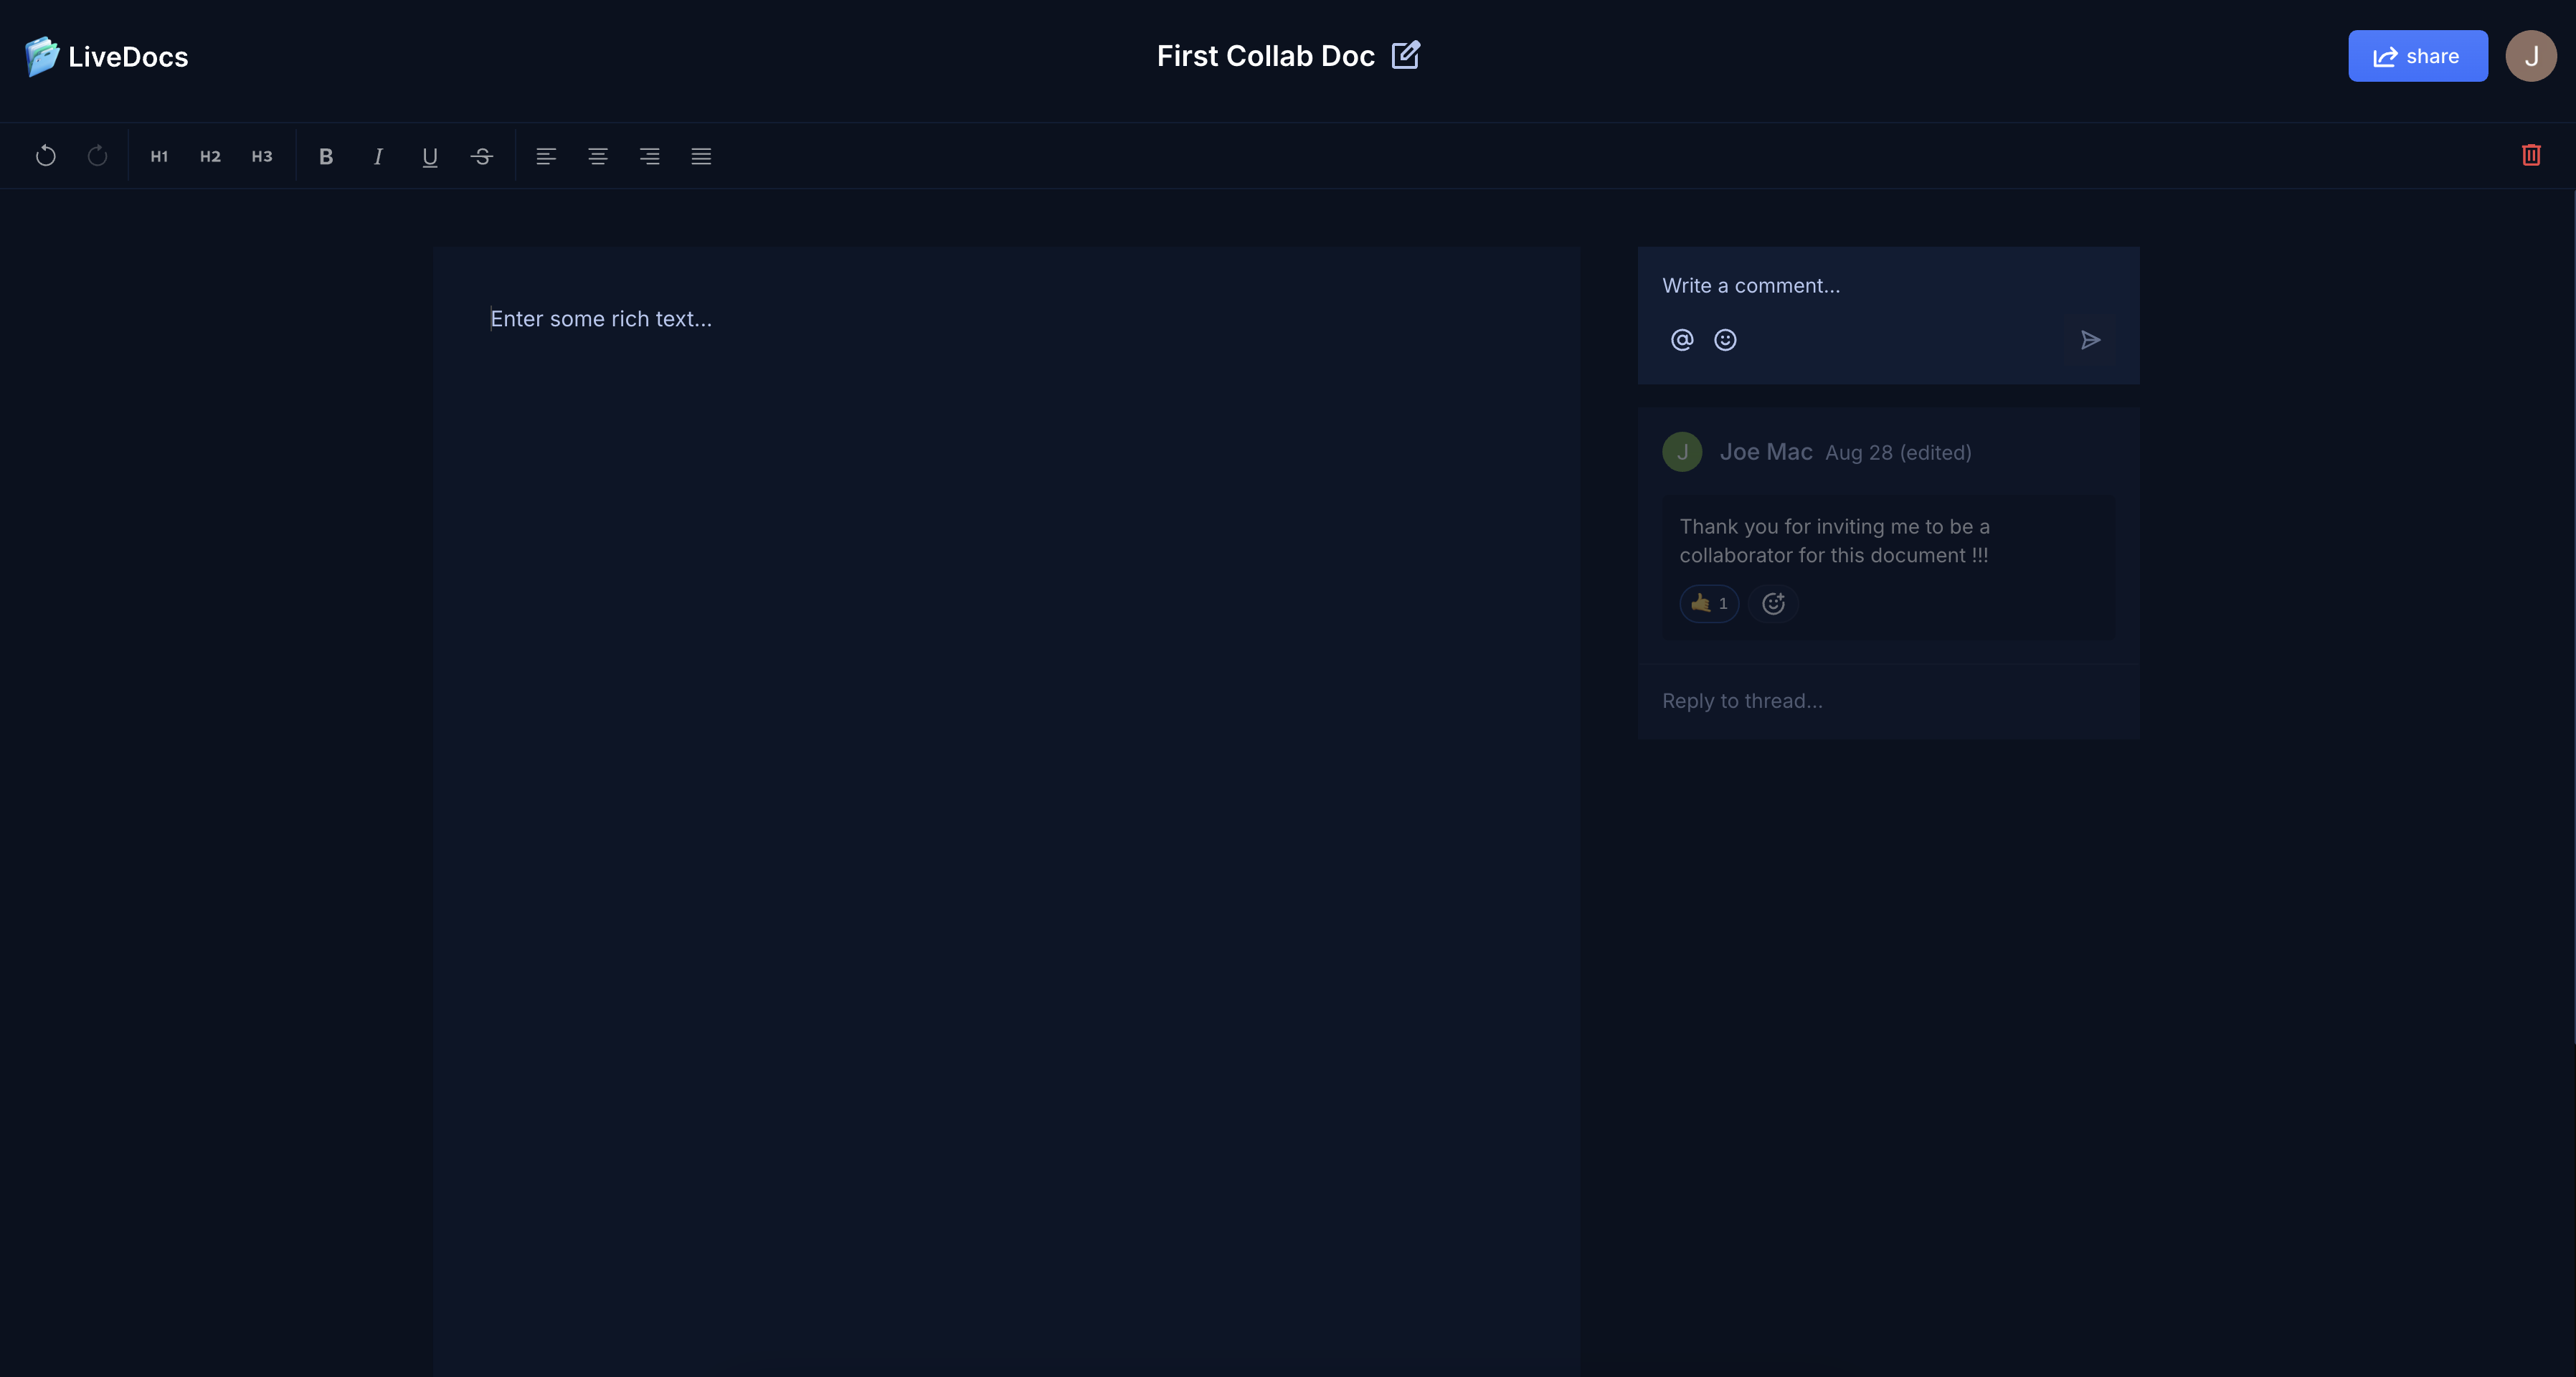 LiveDocs
First Collab Doc
share
J
H1 H2 H3 B I U S
Enter some rich text...
Write a comment...
@
J Joe Mac Aug 28 (edited)
Thank you for inviting me to be a
collaborator for this document !!!
1
Reply to thread...